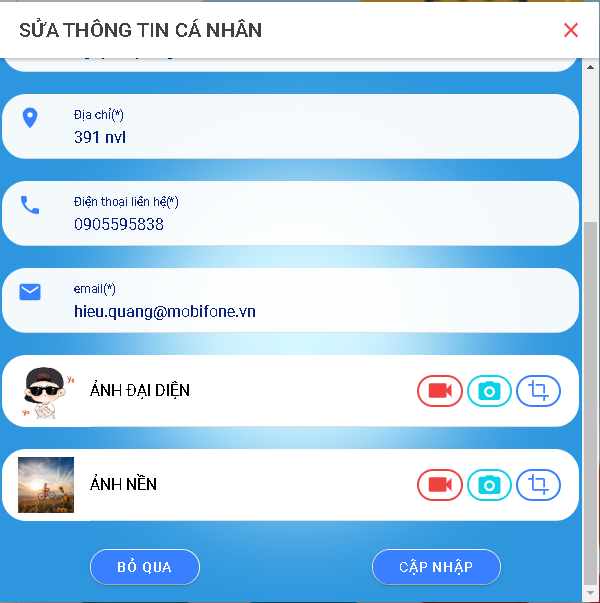 SỬA THÔNG TIN CÁ NHÂN
Địa chỉ(*)
391 nvl
Điện thoại liên hệ(*)
0905595838
email(*)
hieu.quang@mobifone.vn
ẢNH ĐẠI DIỆN
ẢNH NỀN
BỎ QUA
CẬP NHẬP